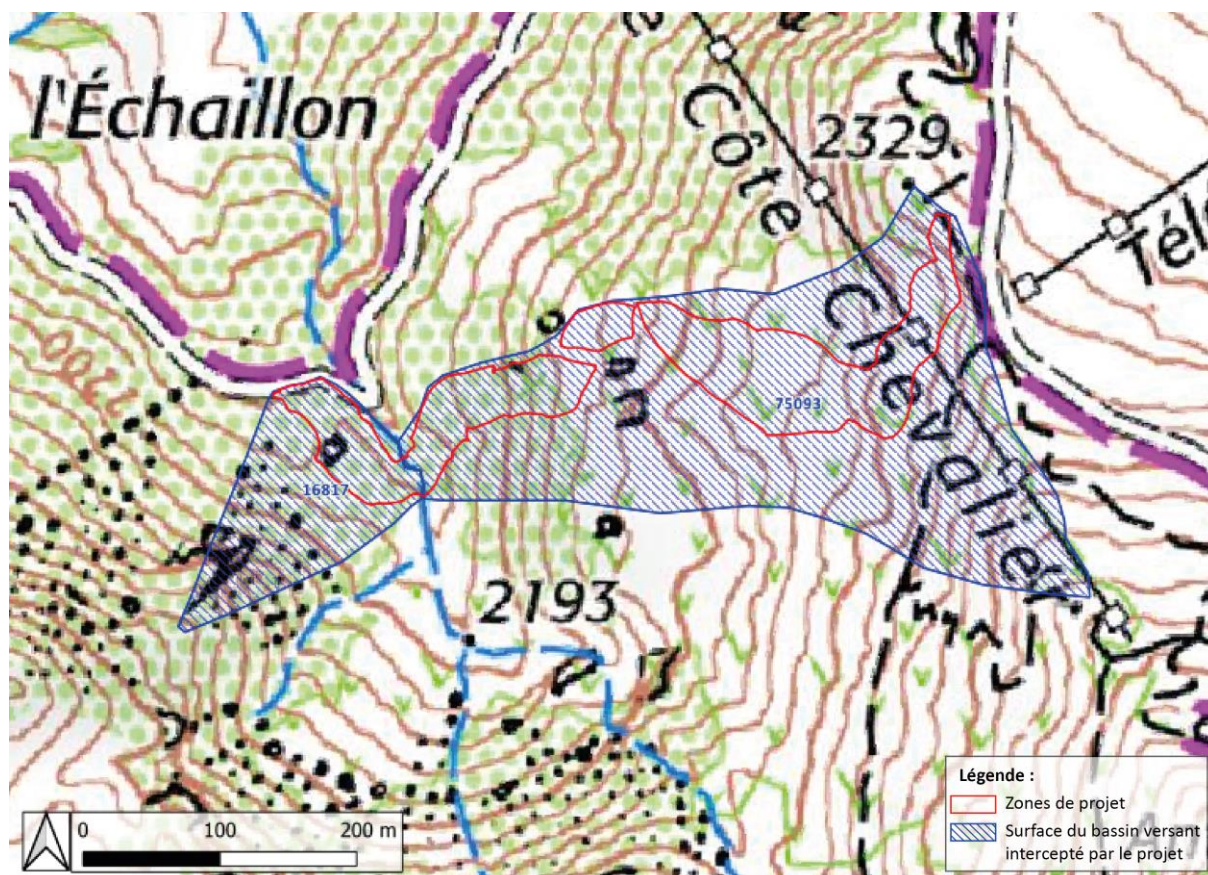 l'Échaillon
Côte
2329.
Chevalier
Tél
75093
16817
2193
0 100 200 m
Légende :
Zones de projet
Surface du bassin versant
intercepté par le projet